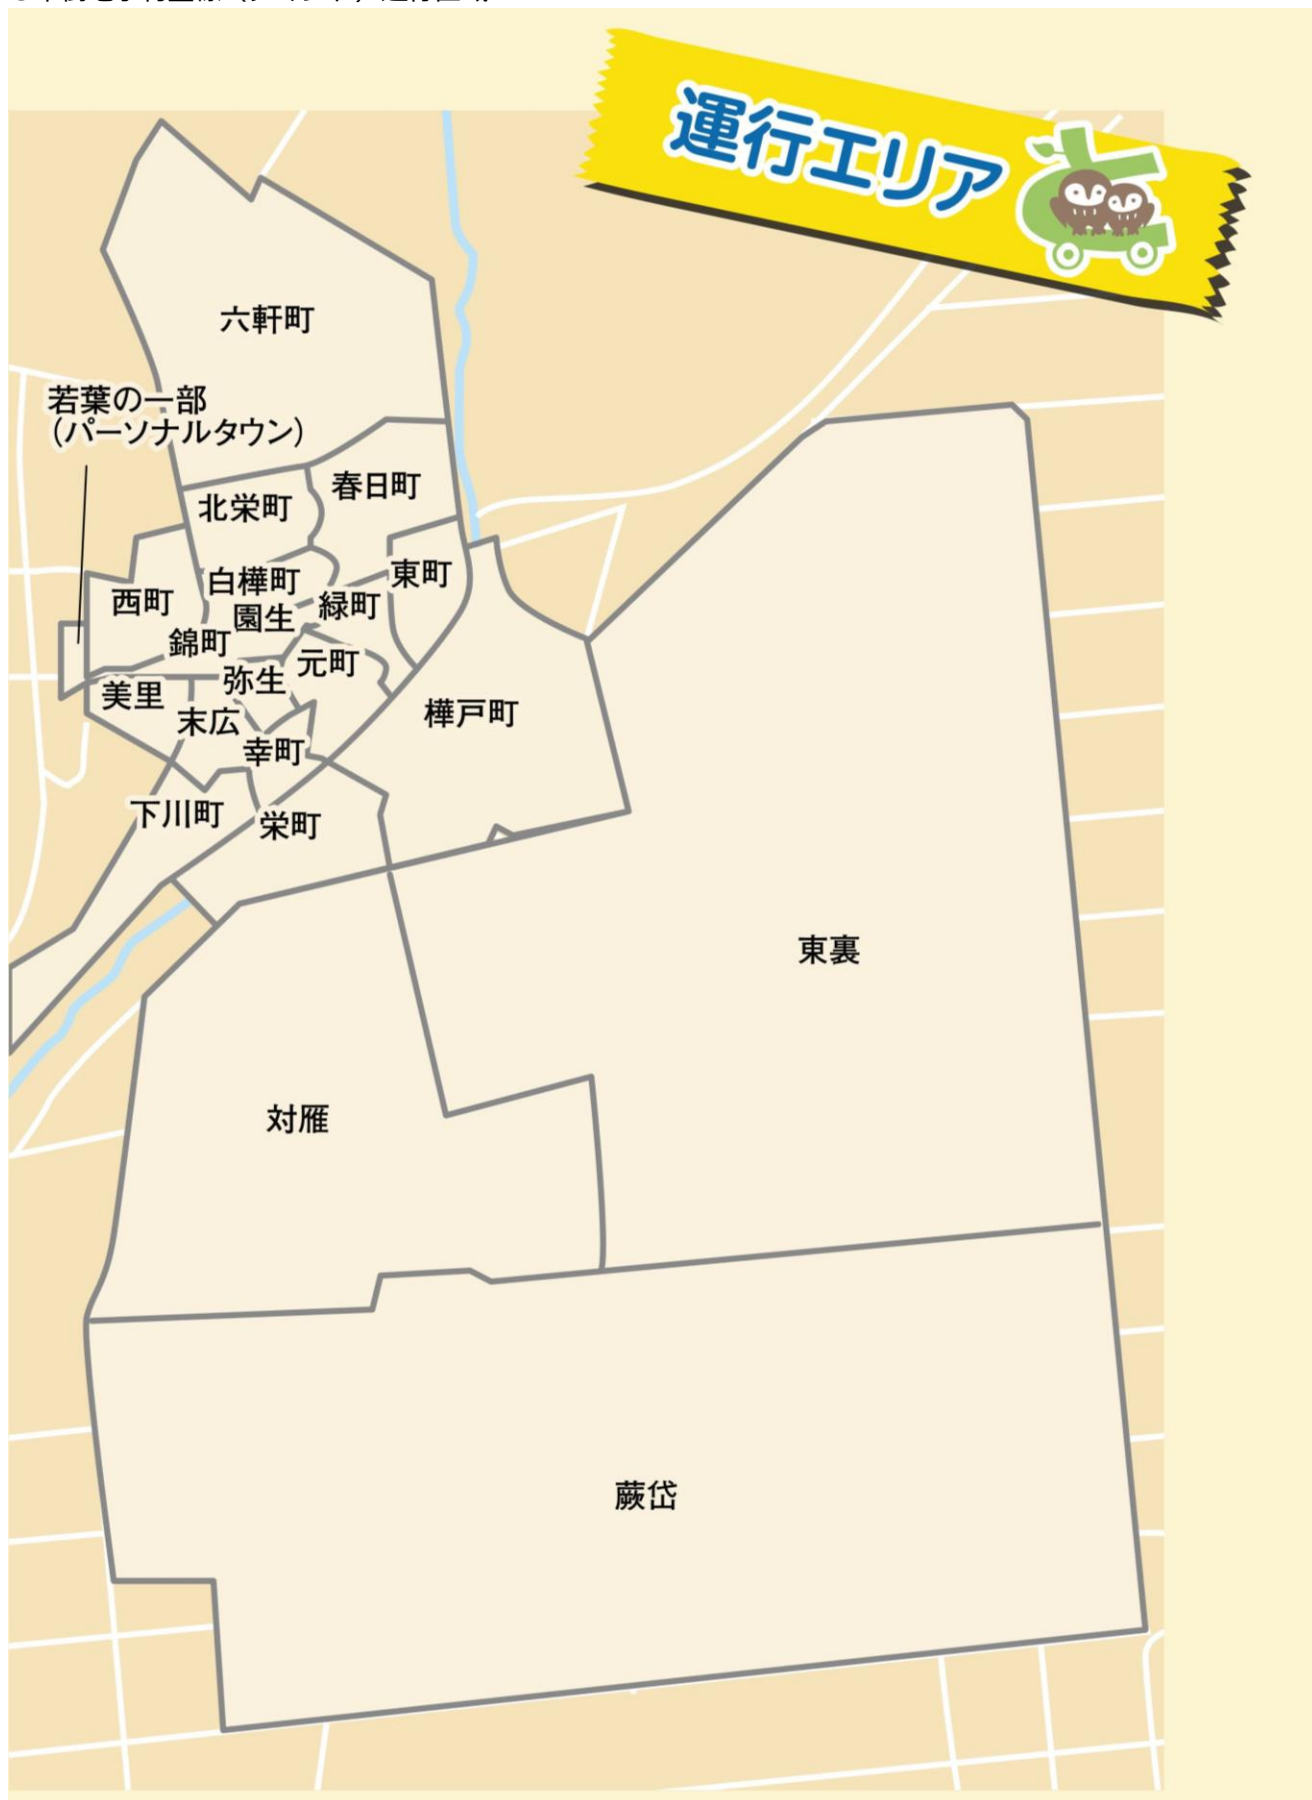 運行エリア
六軒町
若葉の一部
（パーソナルタウン）
春日町
北栄町
東町
白樺町
西町
緑町
園生
錦町
元町
弥生
美里
樺戸町
末広
幸町
下川町
栄町
東裏
対雁
蕨岱